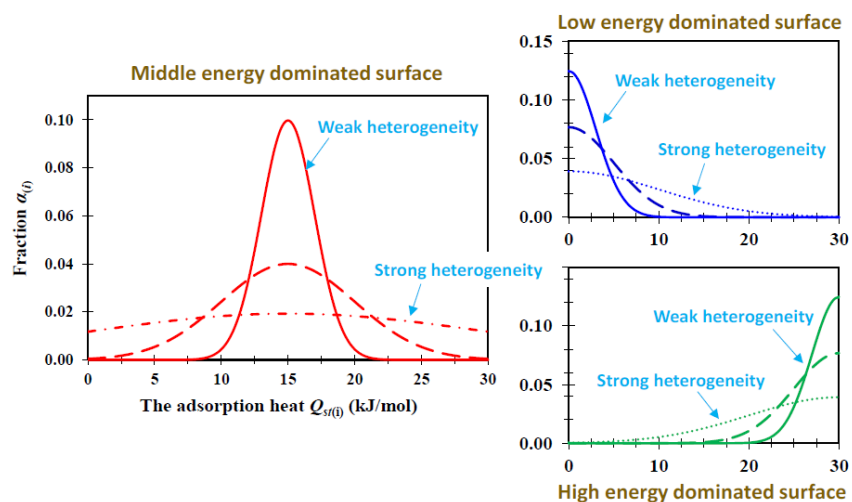 Middle energy dominated surface
Fraction α(i)
0.10
0.08
0.06
0.04
0.02
0.00
Weak heterogeneity
Strong heterogeneity
0 5 10 15 20 25 30
The adsorption heat Qst(i) (kJ/mol)
Low energy dominated surface
0.15
0.10
0.05
0.00
Weak heterogeneity
Strong heterogeneity
0 10 20 30
0.10
0.05
0.00
Weak heterogeneity
Strong heterogeneity
0 10 20 30
High energy dominated surface